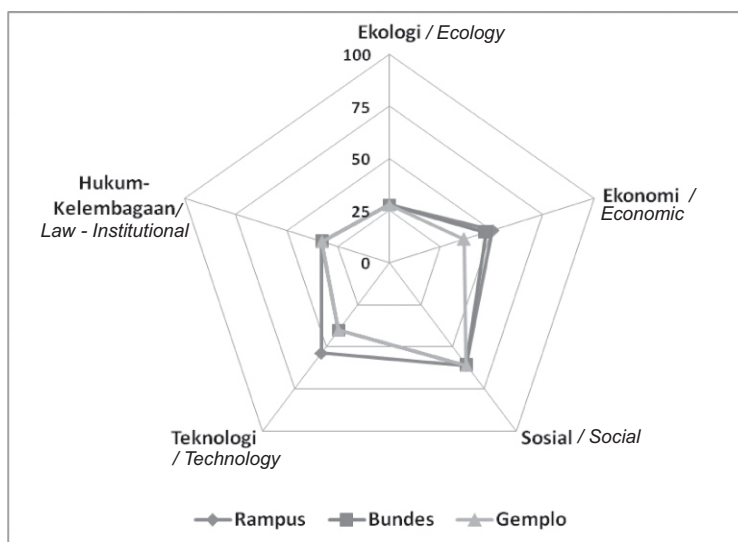 Ekologi / Ecology
100
75
50
25
0
Ekonomi /
Economic
Hukum-
Kelembagaan/
Law - Institutional
Teknologi
/ Technology
Sosial / Social
Rampus Bundes Gemplo